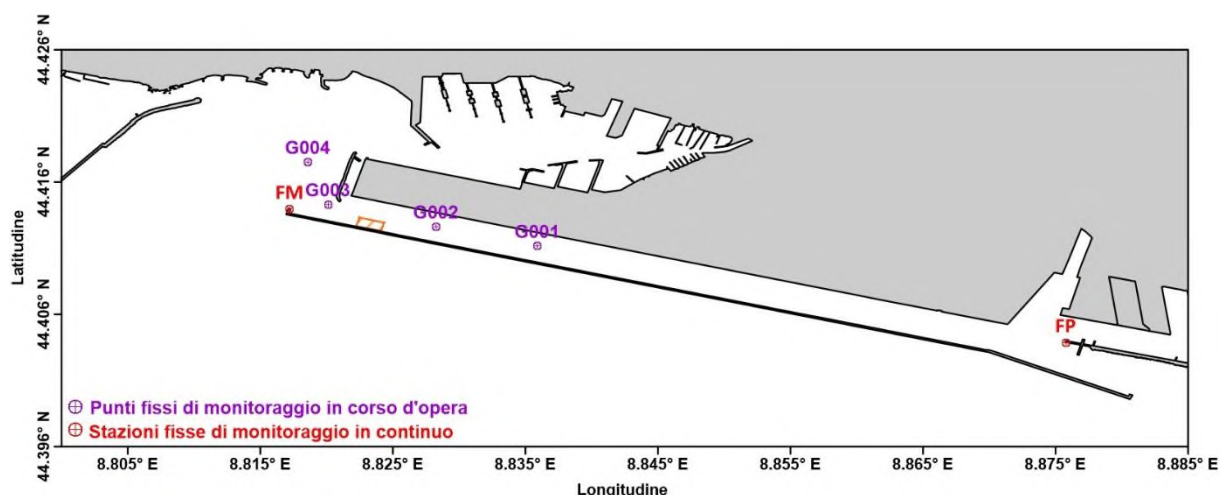 44.426° N
44.416° N
44.406° N
44.396° N
Latitudine
G004
FM
G003
G002
G001
FP
Punti fissi di monitoraggio in corso d'opera
Stazioni fisse di monitoraggio in continuo
8.805° E
8.815° E
8.825° E
8.835° E
8.845° E
8.855° E
8.865° E
8.875° E
8.885° E
Longitudine